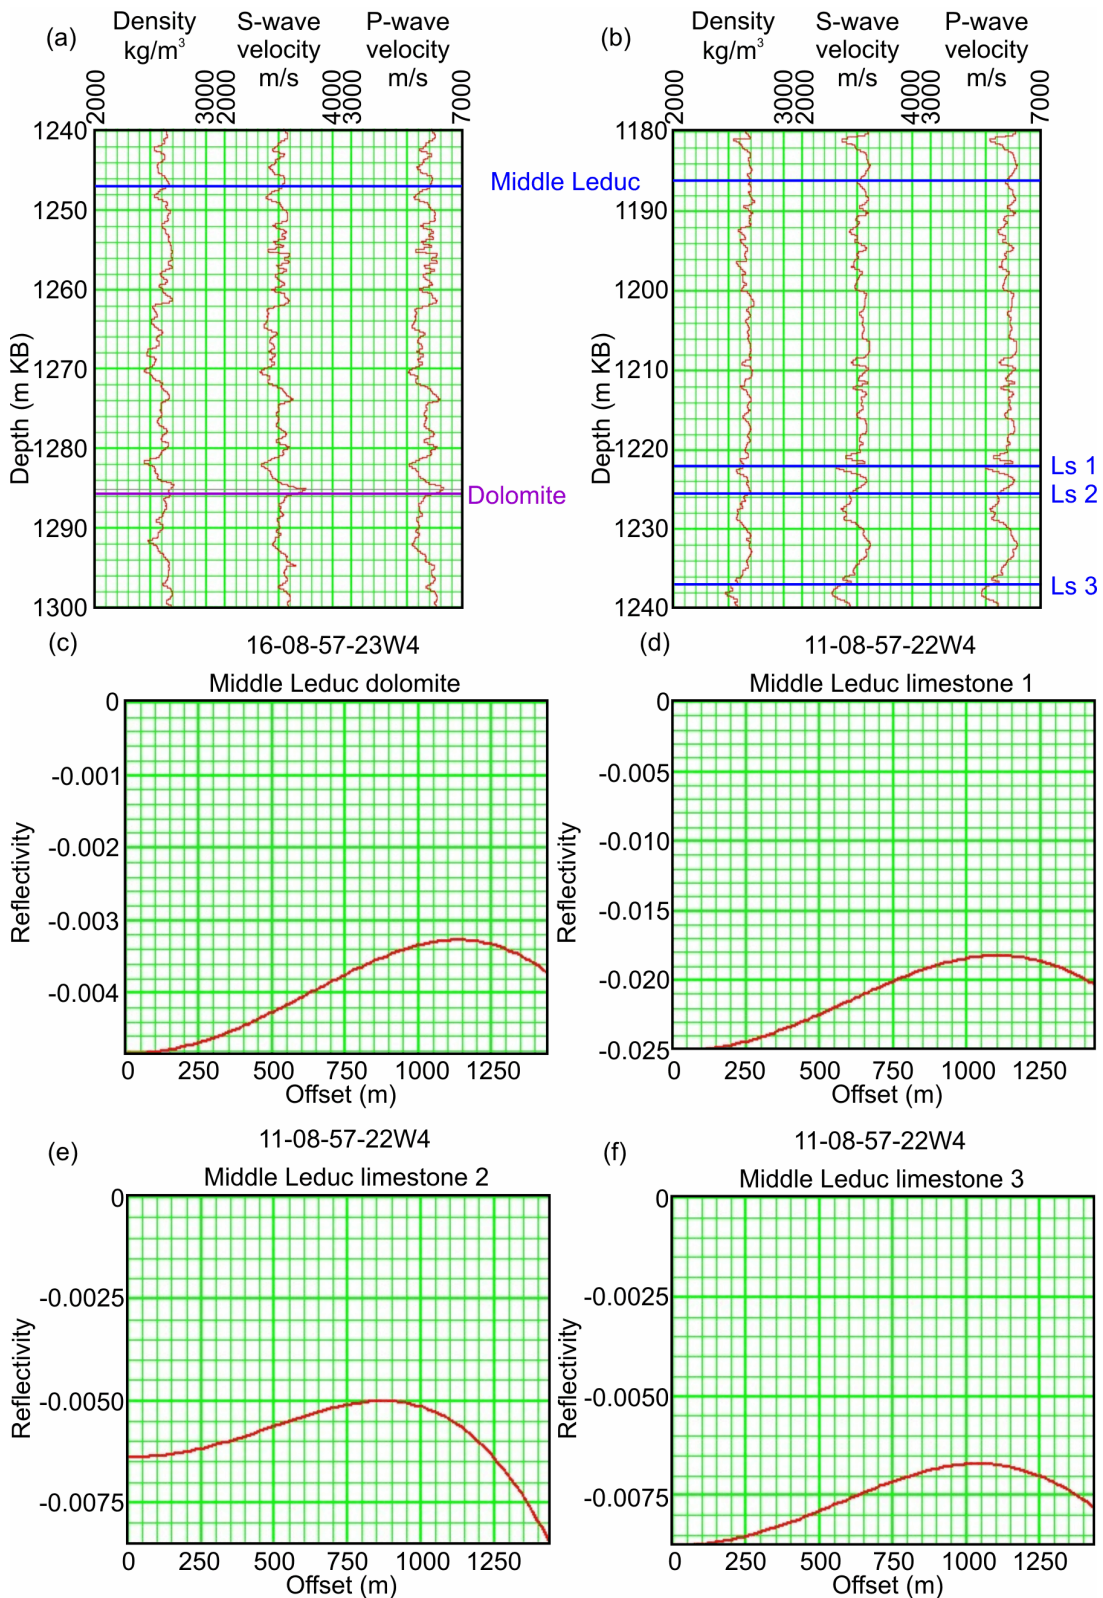 (a)
Density
kg/m³
S-wave
velocity
m/s
P-wave
velocity
m/s
2000
3000
2000
4000
3000
7000
1240
1250
1260
1270
1280
1290
1300
Depth (m KB)
Middle Leduc
Dolomite
16-08-57-23W4
(b)
Density
kg/m³
S-wave
velocity
m/s
P-wave
velocity
m/s
2000
3000
2000
4000
3000
7000
1180
1190
1200
1210
1220
1230
1240
Depth (m KB)
Ls 1
Ls 2
Ls 3
11-08-57-22W4
(c)
Middle Leduc dolomite
0
-0.001
-0.002
-0.003
-0.004
Reflectivity
0 250 500 750 1000 1250
Offset (m)
(d)
Middle Leduc limestone 1
0
-0.005
-0.010
-0.015
-0.020
-0.025
Reflectivity
0 250 500 750 1000 1250
Offset (m)
(e)
11-08-57-22W4
Middle Leduc limestone 2
0
-0.0025
-0.0050
-0.0075
Reflectivity
0 250 500 750 1000 1250
Offset (m)
(f)
11-08-57-22W4
Middle Leduc limestone 3
0
-0.0025
-0.0050
-0.0075
Reflectivity
0 250 500 750 1000 1250
Offset (m)